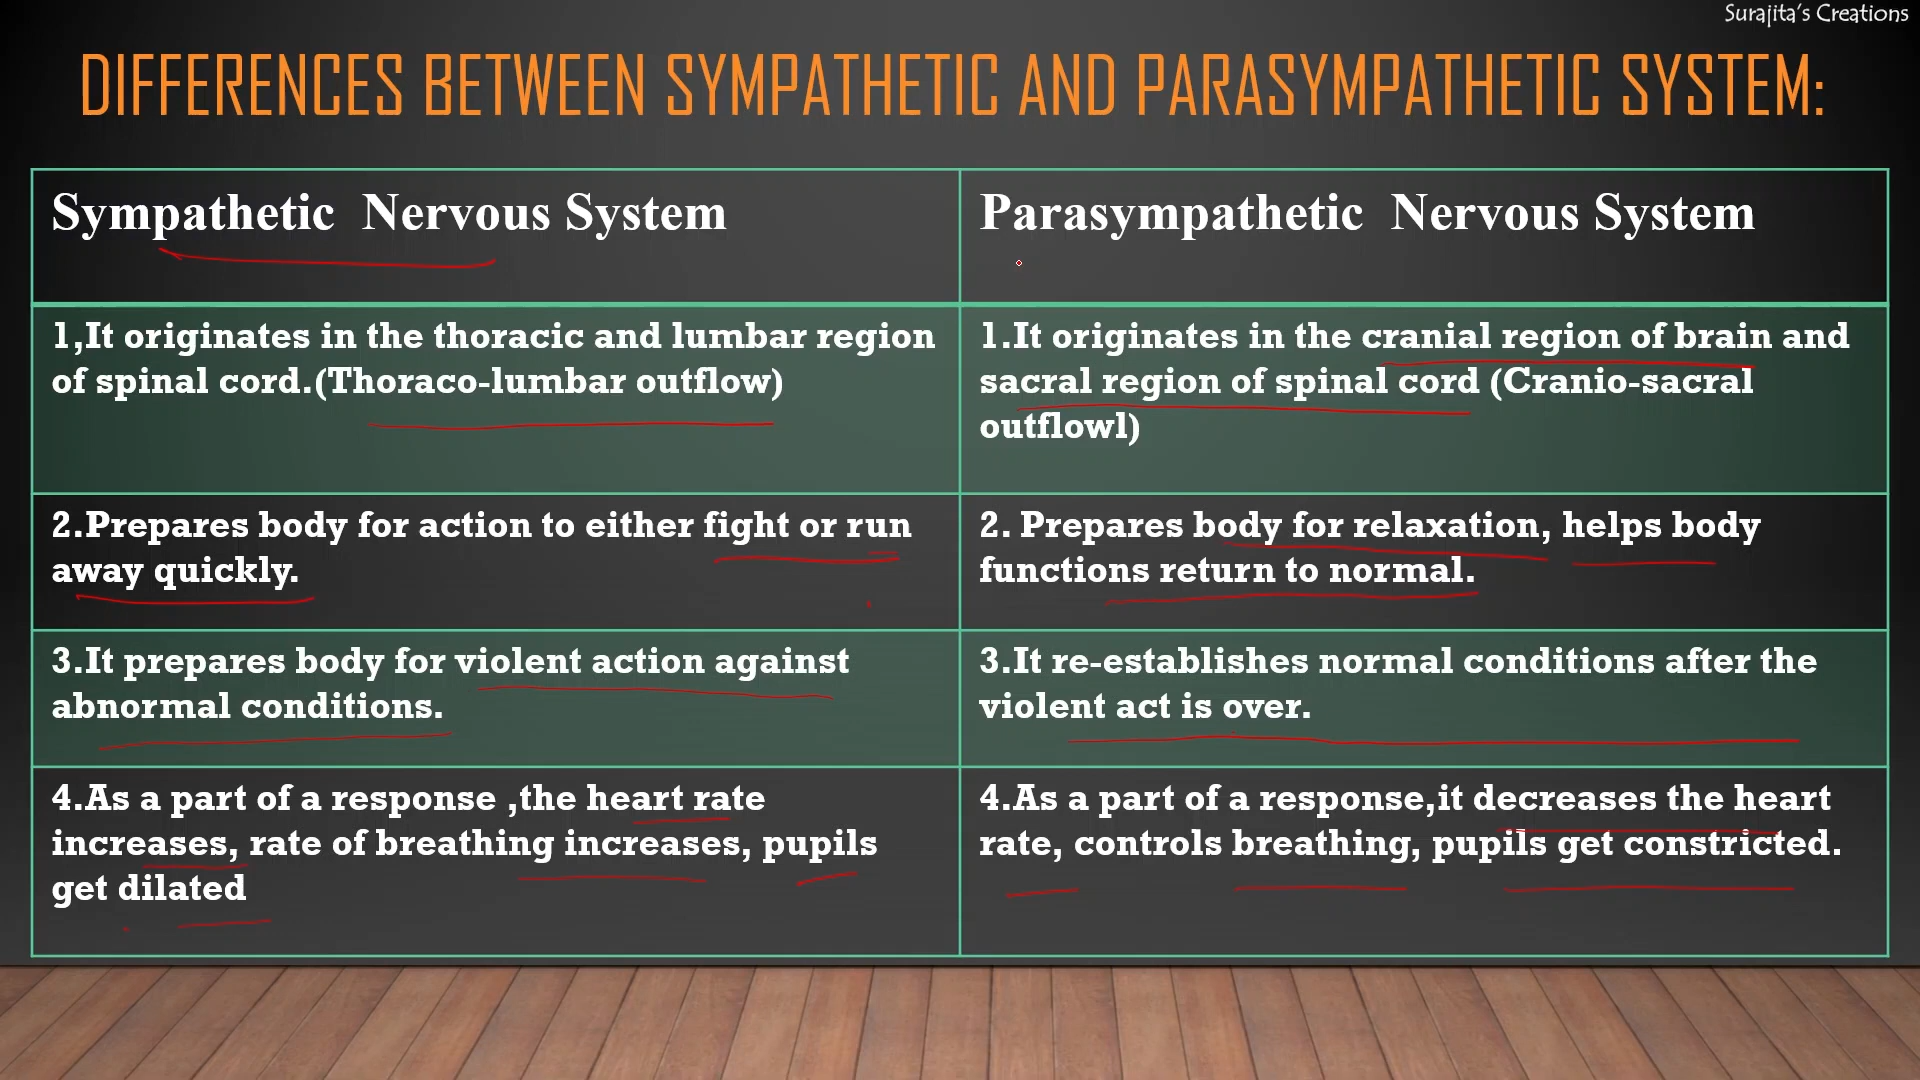 Surajita's Creations
DIFFERENCES BETWEEN SYMPATHETIC AND PARASYMPATHETIC SYSTEM:
Sympathetic Nervous System
Parasympathetic Nervous System
1,It originates in the thoracic and lumbar region
of spinal cord.(Thoraco-lumbar outflow)
1.It originates in the cranial region of brain and
sacral region of spinal cord (Cranio-sacral
outflowl)
2.Prepares body for action to either fight or run
away quickly.
2. Prepares body for relaxation, helps body
functions return to normal.
3.It prepares body for violent action against
abnormal conditions.
3.It re-establishes normal conditions after the
violent act is over.
4.As a part of a response ,the heart rate
increases, rate of breathing increases, pupils
get dilated
4.As a part of a response,it decreases the heart
rate, controls breathing, pupils get constricted.